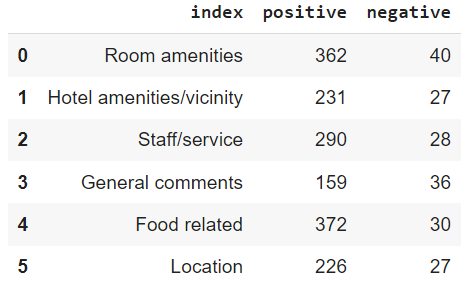 index positive negative
0 Room amenities 362 40
1 Hotel amenities/vicinity 231 27
2 Staff/service 290 28
3 General comments 159 36
4 Food related 372 30
5 Location 226 27